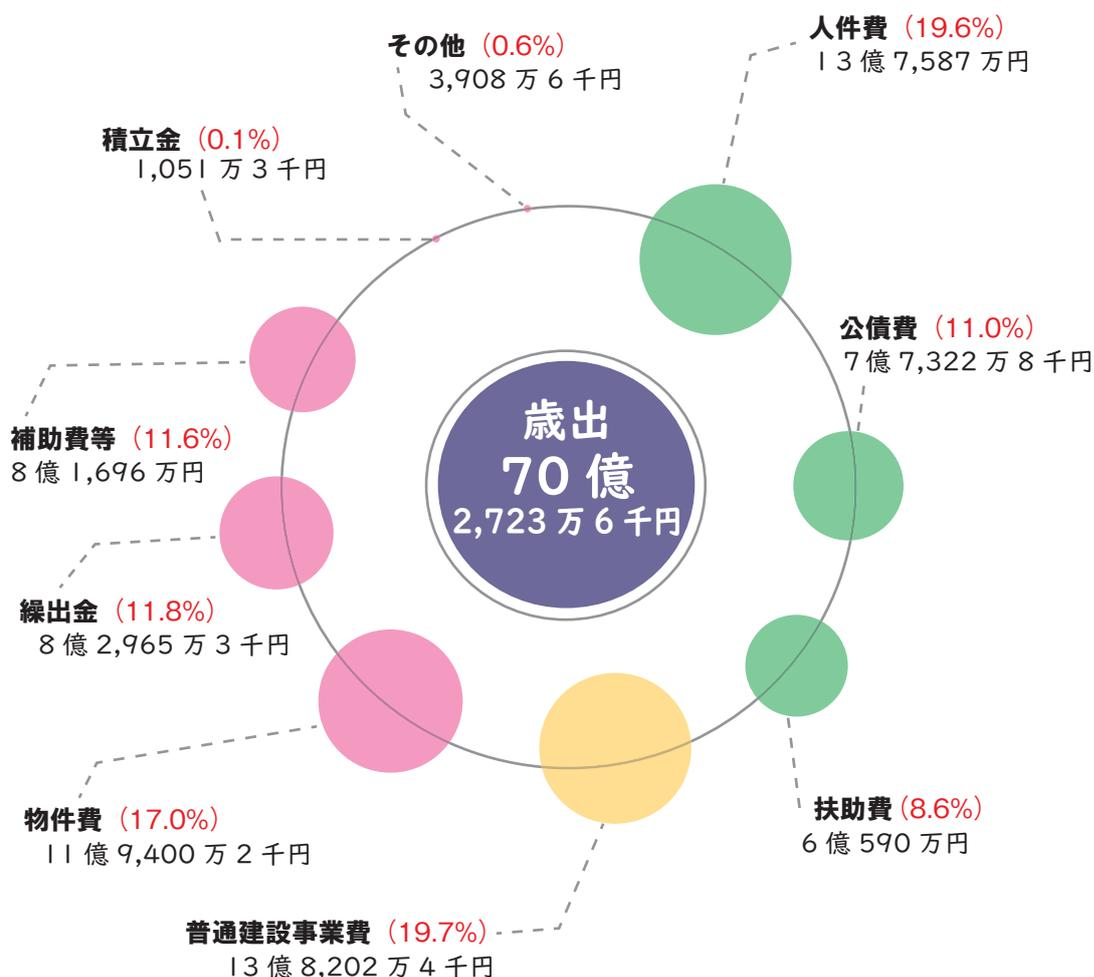 歳出
70 億
2,723 万 6 千円
人件費（19.6%）
13 億 7,587 万円
公債費（11.0%）
7 億 7,322 万 8 千円
扶助費（8.6%）
6 億 590 万円
普通建設事業費（19.7%）
13 億 8,202 万 4 千円
物件費（17.0%）
11 億 9,400 万 2 千円
繰出金（11.8%）
8 億 2,965 万 3 千円
補助費等（11.6%）
8 億 1,696 万円
積立金（0.1%）
1,051 万 3 千円
その他（0.6%）
3,908 万 6 千円